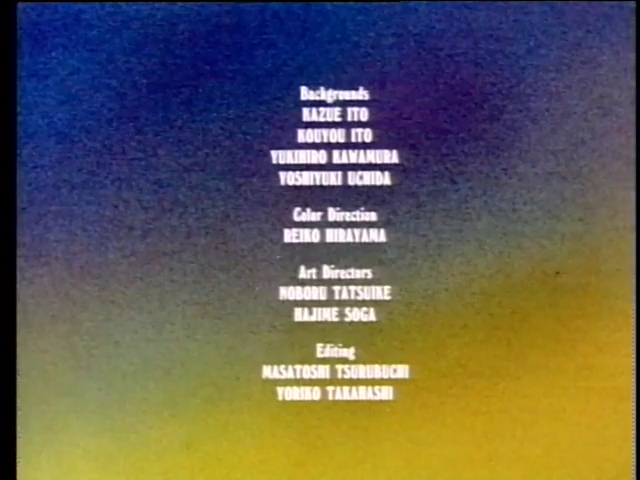 Backgrounds
KAZUE ITO
KOUYOU ITO
YUKIHIRO KAWAMURA
YOSHIYUKI UCHIDA
Color Direction
REIKO HIRAYAMA
Art Directors
NOBORU TATSUIKE
HAJIME SOGA
Editing
MASATOSHI TSURUBUCHI
YORIKO TAKAHASHI